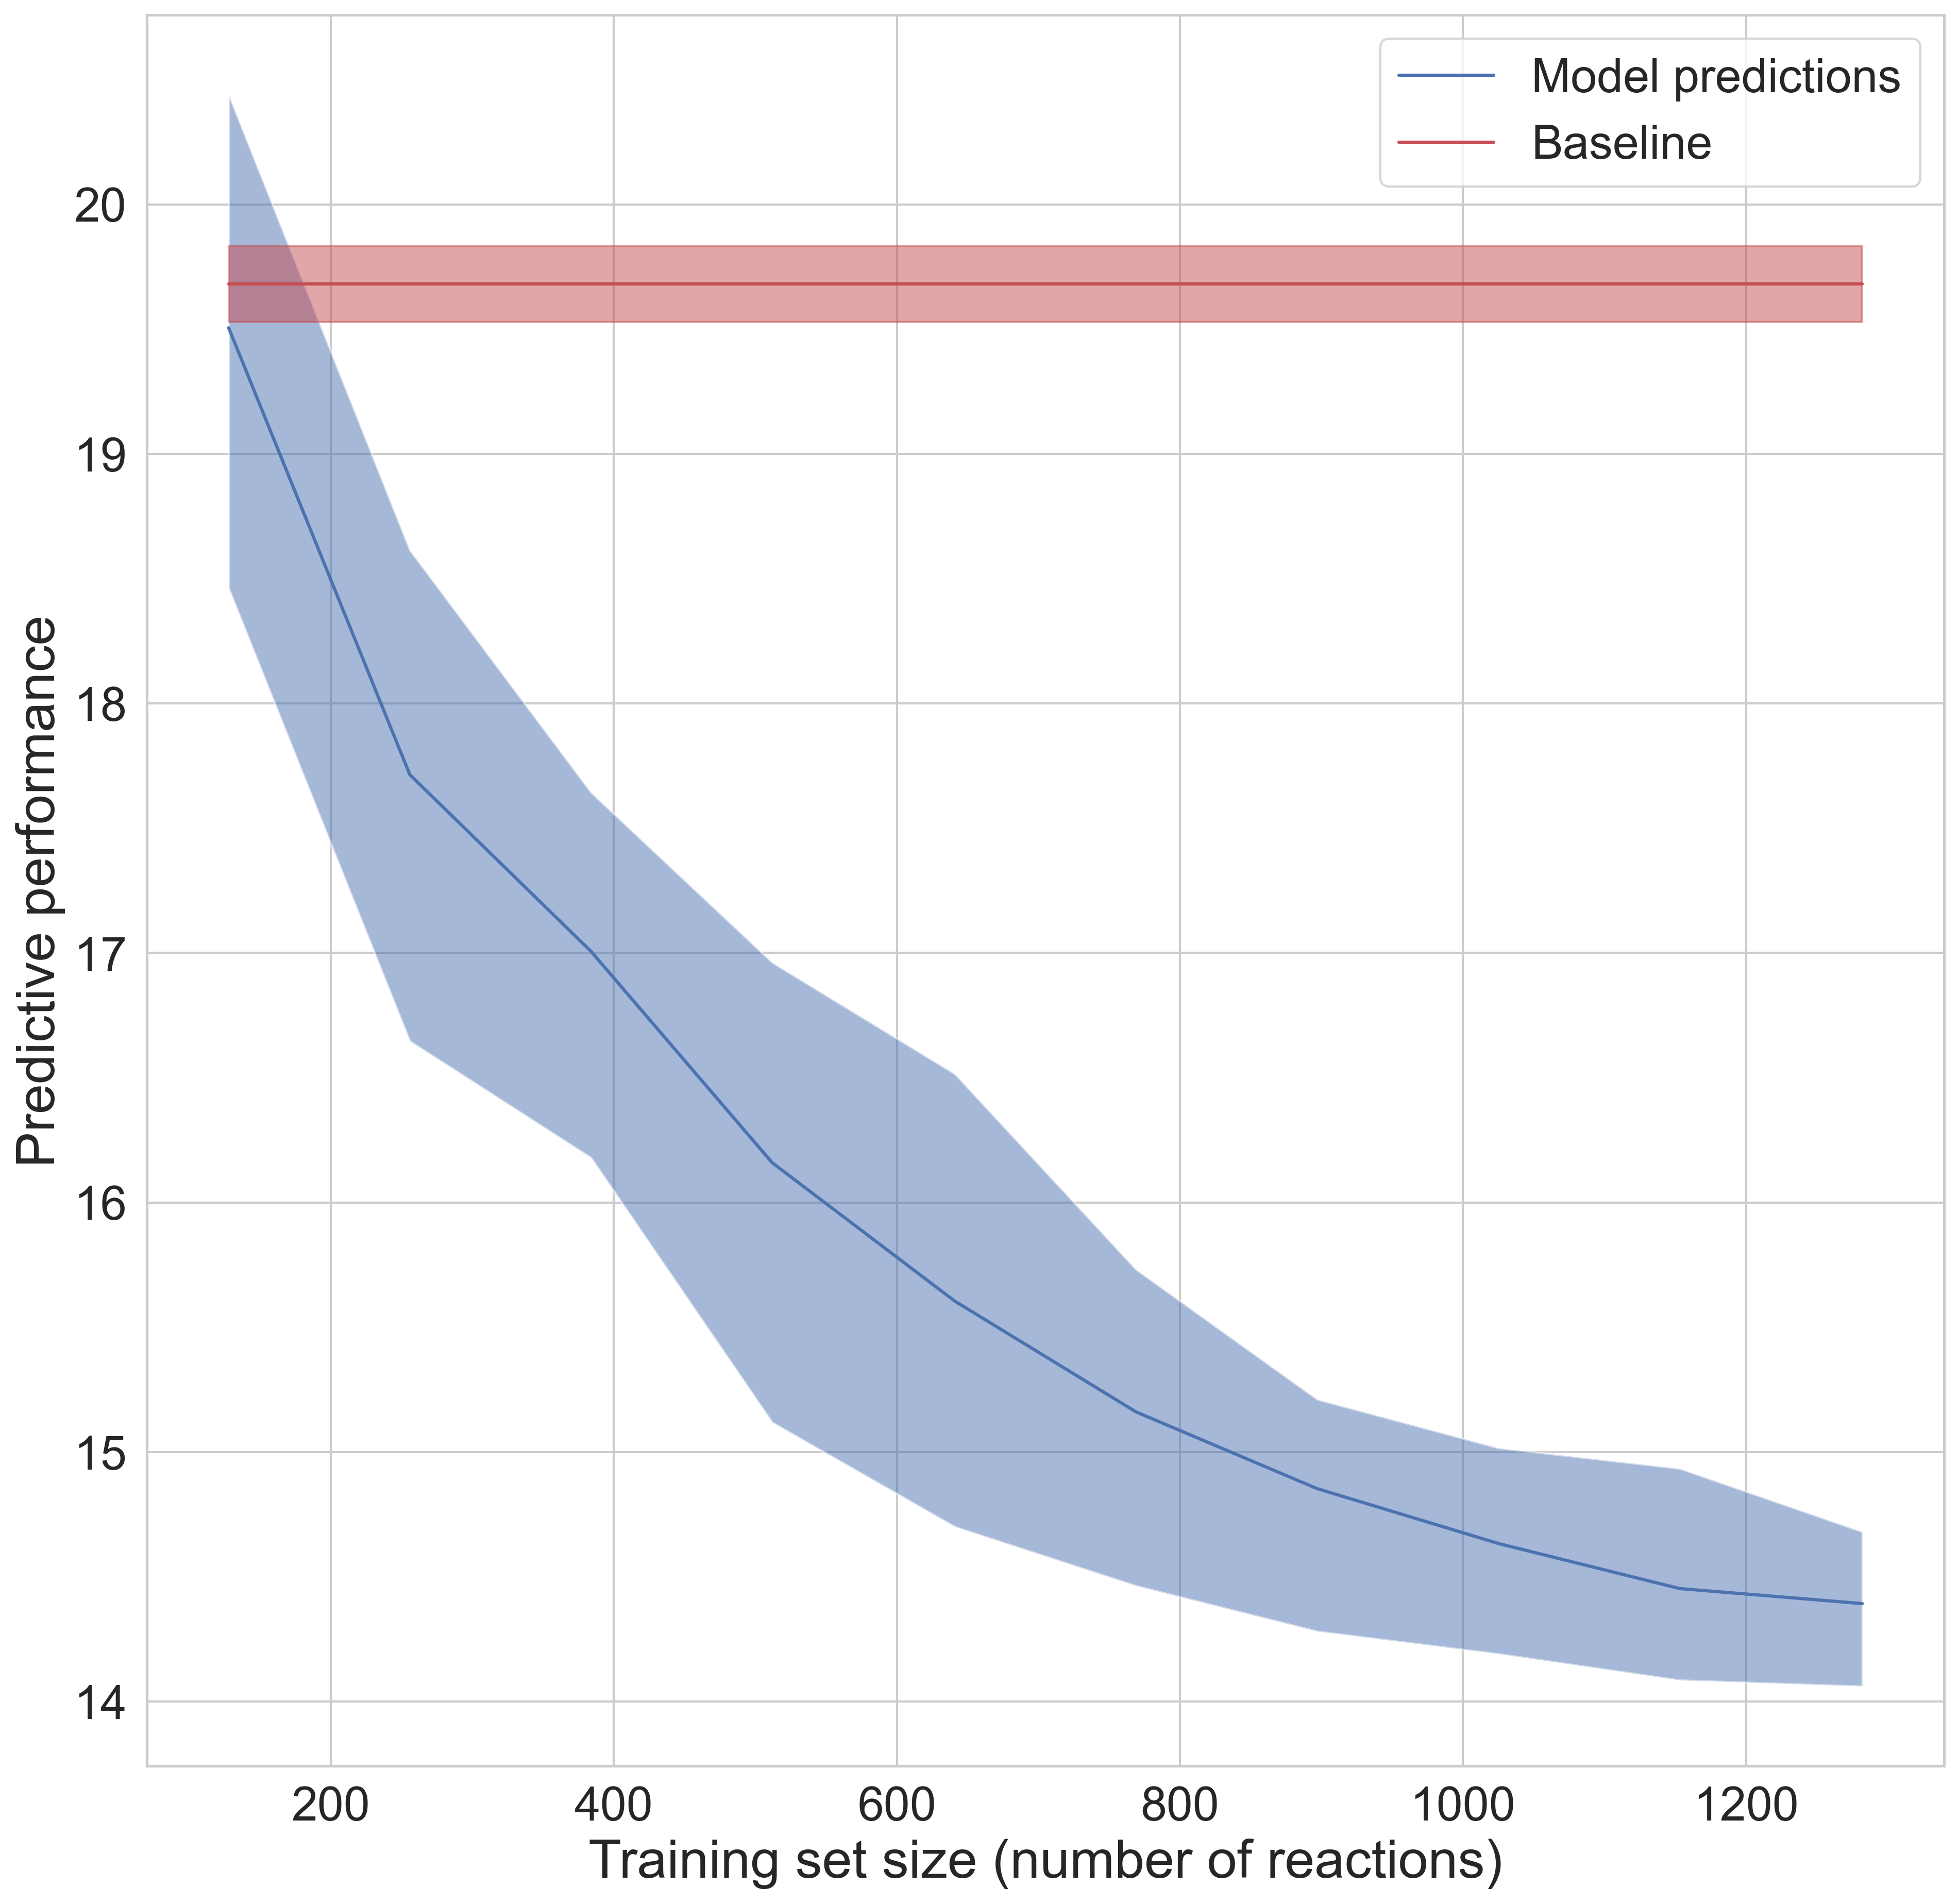 Model predictions
Baseline
Predictive performance
20
19
18
17
16
15
14
200 400 600 800 1000 1200
Training set size (number of reactions)